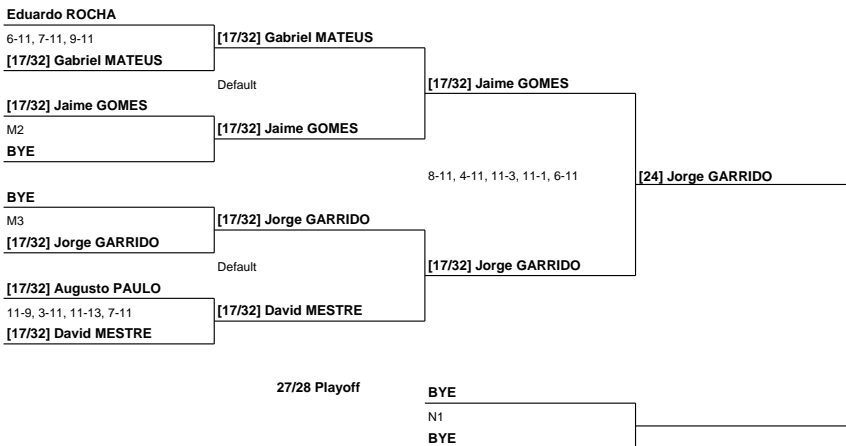 Eduardo ROCHA
6-11, 7-11, 9-11
[17/32] Gabriel MATEUS
[17/32] Gabriel MATEUS
Default
[17/32] Jaime GOMES
[17/32] Jaime GOMES
M2
[17/32] Jaime GOMES
BYE
8-11, 4-11, 11-3, 11-1, 6-11
[24] Jorge GARRIDO
BYE
M3
[17/32] Jorge GARRIDO
[17/32] Jorge GARRIDO
Default
[17/32] Jorge GARRIDO
[17/32] Augusto PAULO
11-9, 3-11, 11-13, 7-11
[17/32] David MESTRE
[17/32] David MESTRE
27/28 Playoff
BYE
N1
BYE